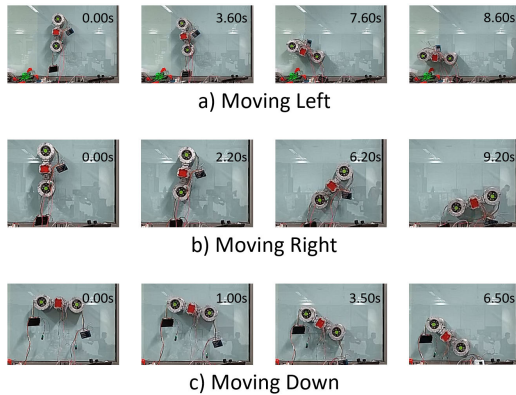 0.00s 3.60s 7.60s 8.60s
a) Moving Left
0.00s 2.20s 6.20s 9.20s
b) Moving Right
0.00s 1.00s 3.50s 6.50s
c) Moving Down